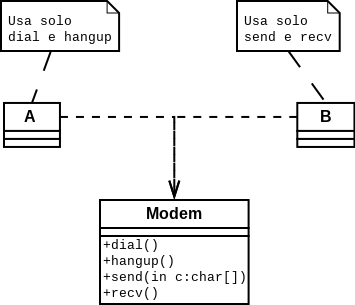 Usa solo
dial e hangup
Usa solo
send e recv
A
B
Modem
+dial()
+hangup()
+send(in c:char[])
+recv()